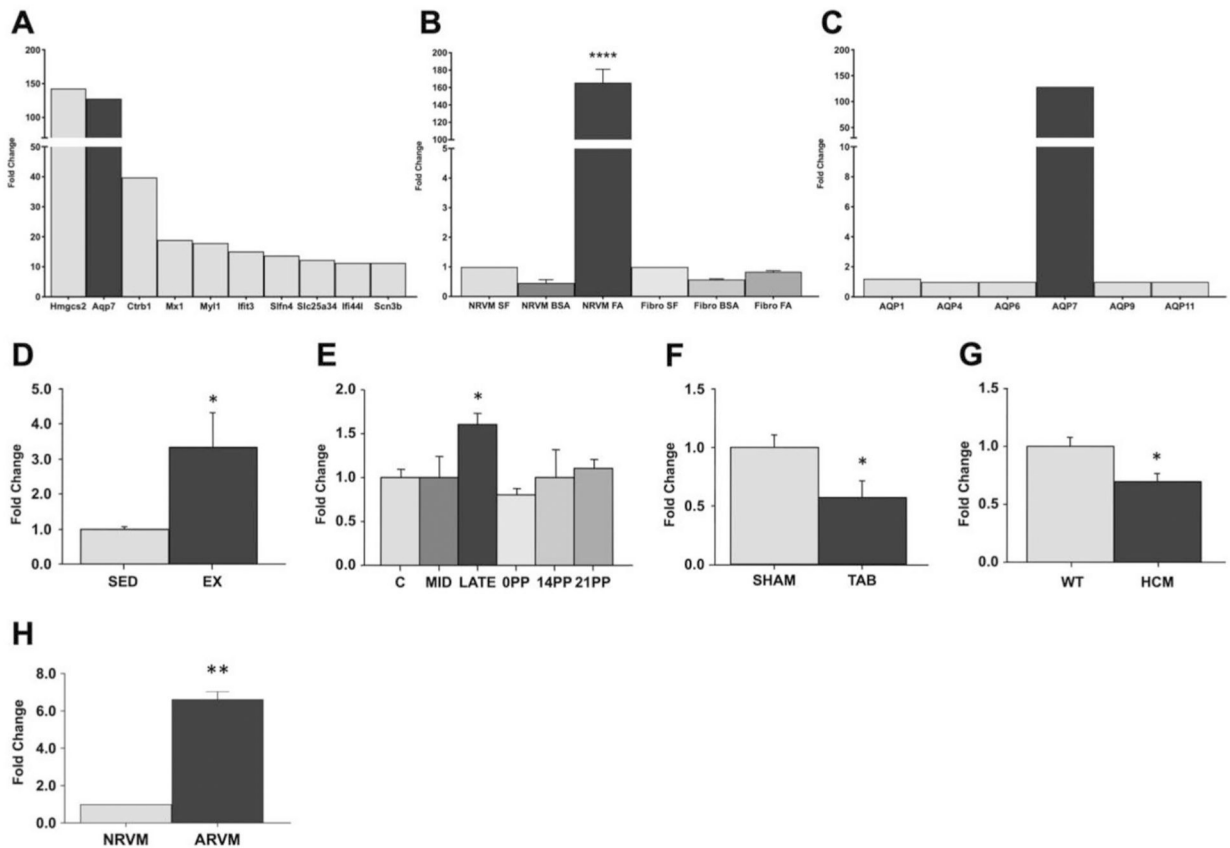 A
Fold Change
200
150
100
50
40
30
20
10
0
Hmgcs2 Aqp7 Ctrb1 Mx1 Myl1 Ifit3 Slfn4 Slc25a34 Ifi44l Scn3b
B
Fold Change
200
180
160
140
120
100
5
4
3
2
1
0
****
NRVM SF NRVM BSA NRVM FA Fibro SF Fibro BSA Fibro FA
C
Fold Change
200
150
100
50
10
8
6
4
2
0
AQP1 AQP4 AQP6 AQP7 AQP9 AQP11
D
Fold Change
5.0
4.0
3.0
2.0
1.0
0.0
*
SED EX
E
Fold Change
2.0
1.5
1.0
0.5
0.0
*
C MID LATE 0PP 14PP 21PP
F
Fold Change
1.5
1.0
0.5
0.0
*
SHAM TAB
G
Fold Change
1.5
1.0
0.5
0.0
*
WT HCM
H
Fold Change
8.0
6.0
4.0
2.0
0.0
**
NRVM ARVM